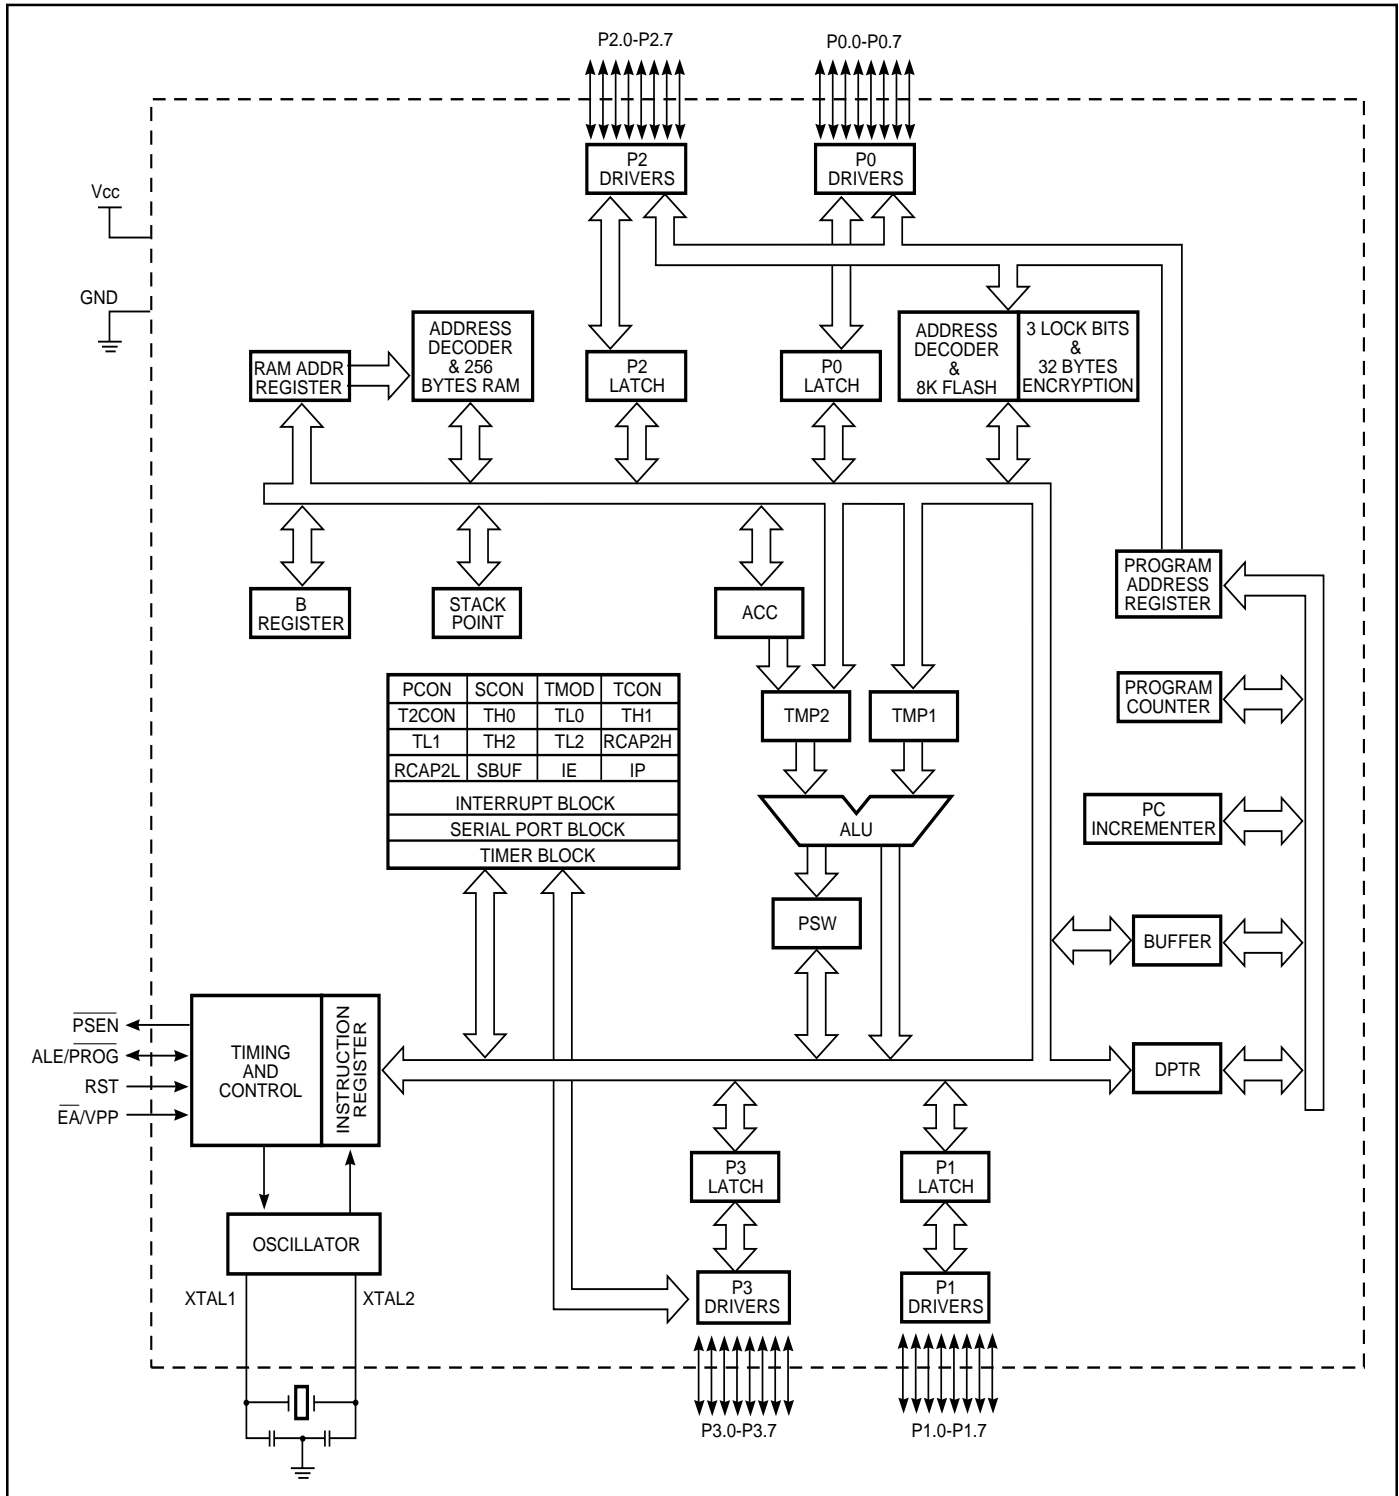 P2.0-P2.7
P0.0-P0.7
P2
DRIVERS
P0
DRIVERS
Vcc
GND
RAM ADDR
REGISTER
ADDRESS
DECODER
& 256
BYTES RAM
P2
LATCH
P0
LATCH
ADDRESS
DECODER
&
8K FLASH
3 LOCK BITS
&
32 BYTES
ENCRYPTION
B
REGISTER
STACK
POINT
ACC
PROGRAM
ADDRESS
REGISTER
PCON SCON TMOD TCON
T2CON TH0 TL0 TH1
TL1 TH2 TL2 RCAP2H
RCAP2L SBUF IE IP
INTERRUPT BLOCK
SERIAL PORT BLOCK
TIMER BLOCK
TMP2
TMP1
PROGRAM
COUNTER
ALU
PC
INCREMENTER
PSW
BUFFER
PSEN
ALE/PROG
RST
EA/VPP
TIMING
AND
CONTROL
INSTRUCTION
REGISTER
DPTR
P3
LATCH
P1
LATCH
OSCILLATOR
XTAL1
XTAL2
P3
DRIVERS
P1
DRIVERS
P3.0-P3.7
P1.0-P1.7